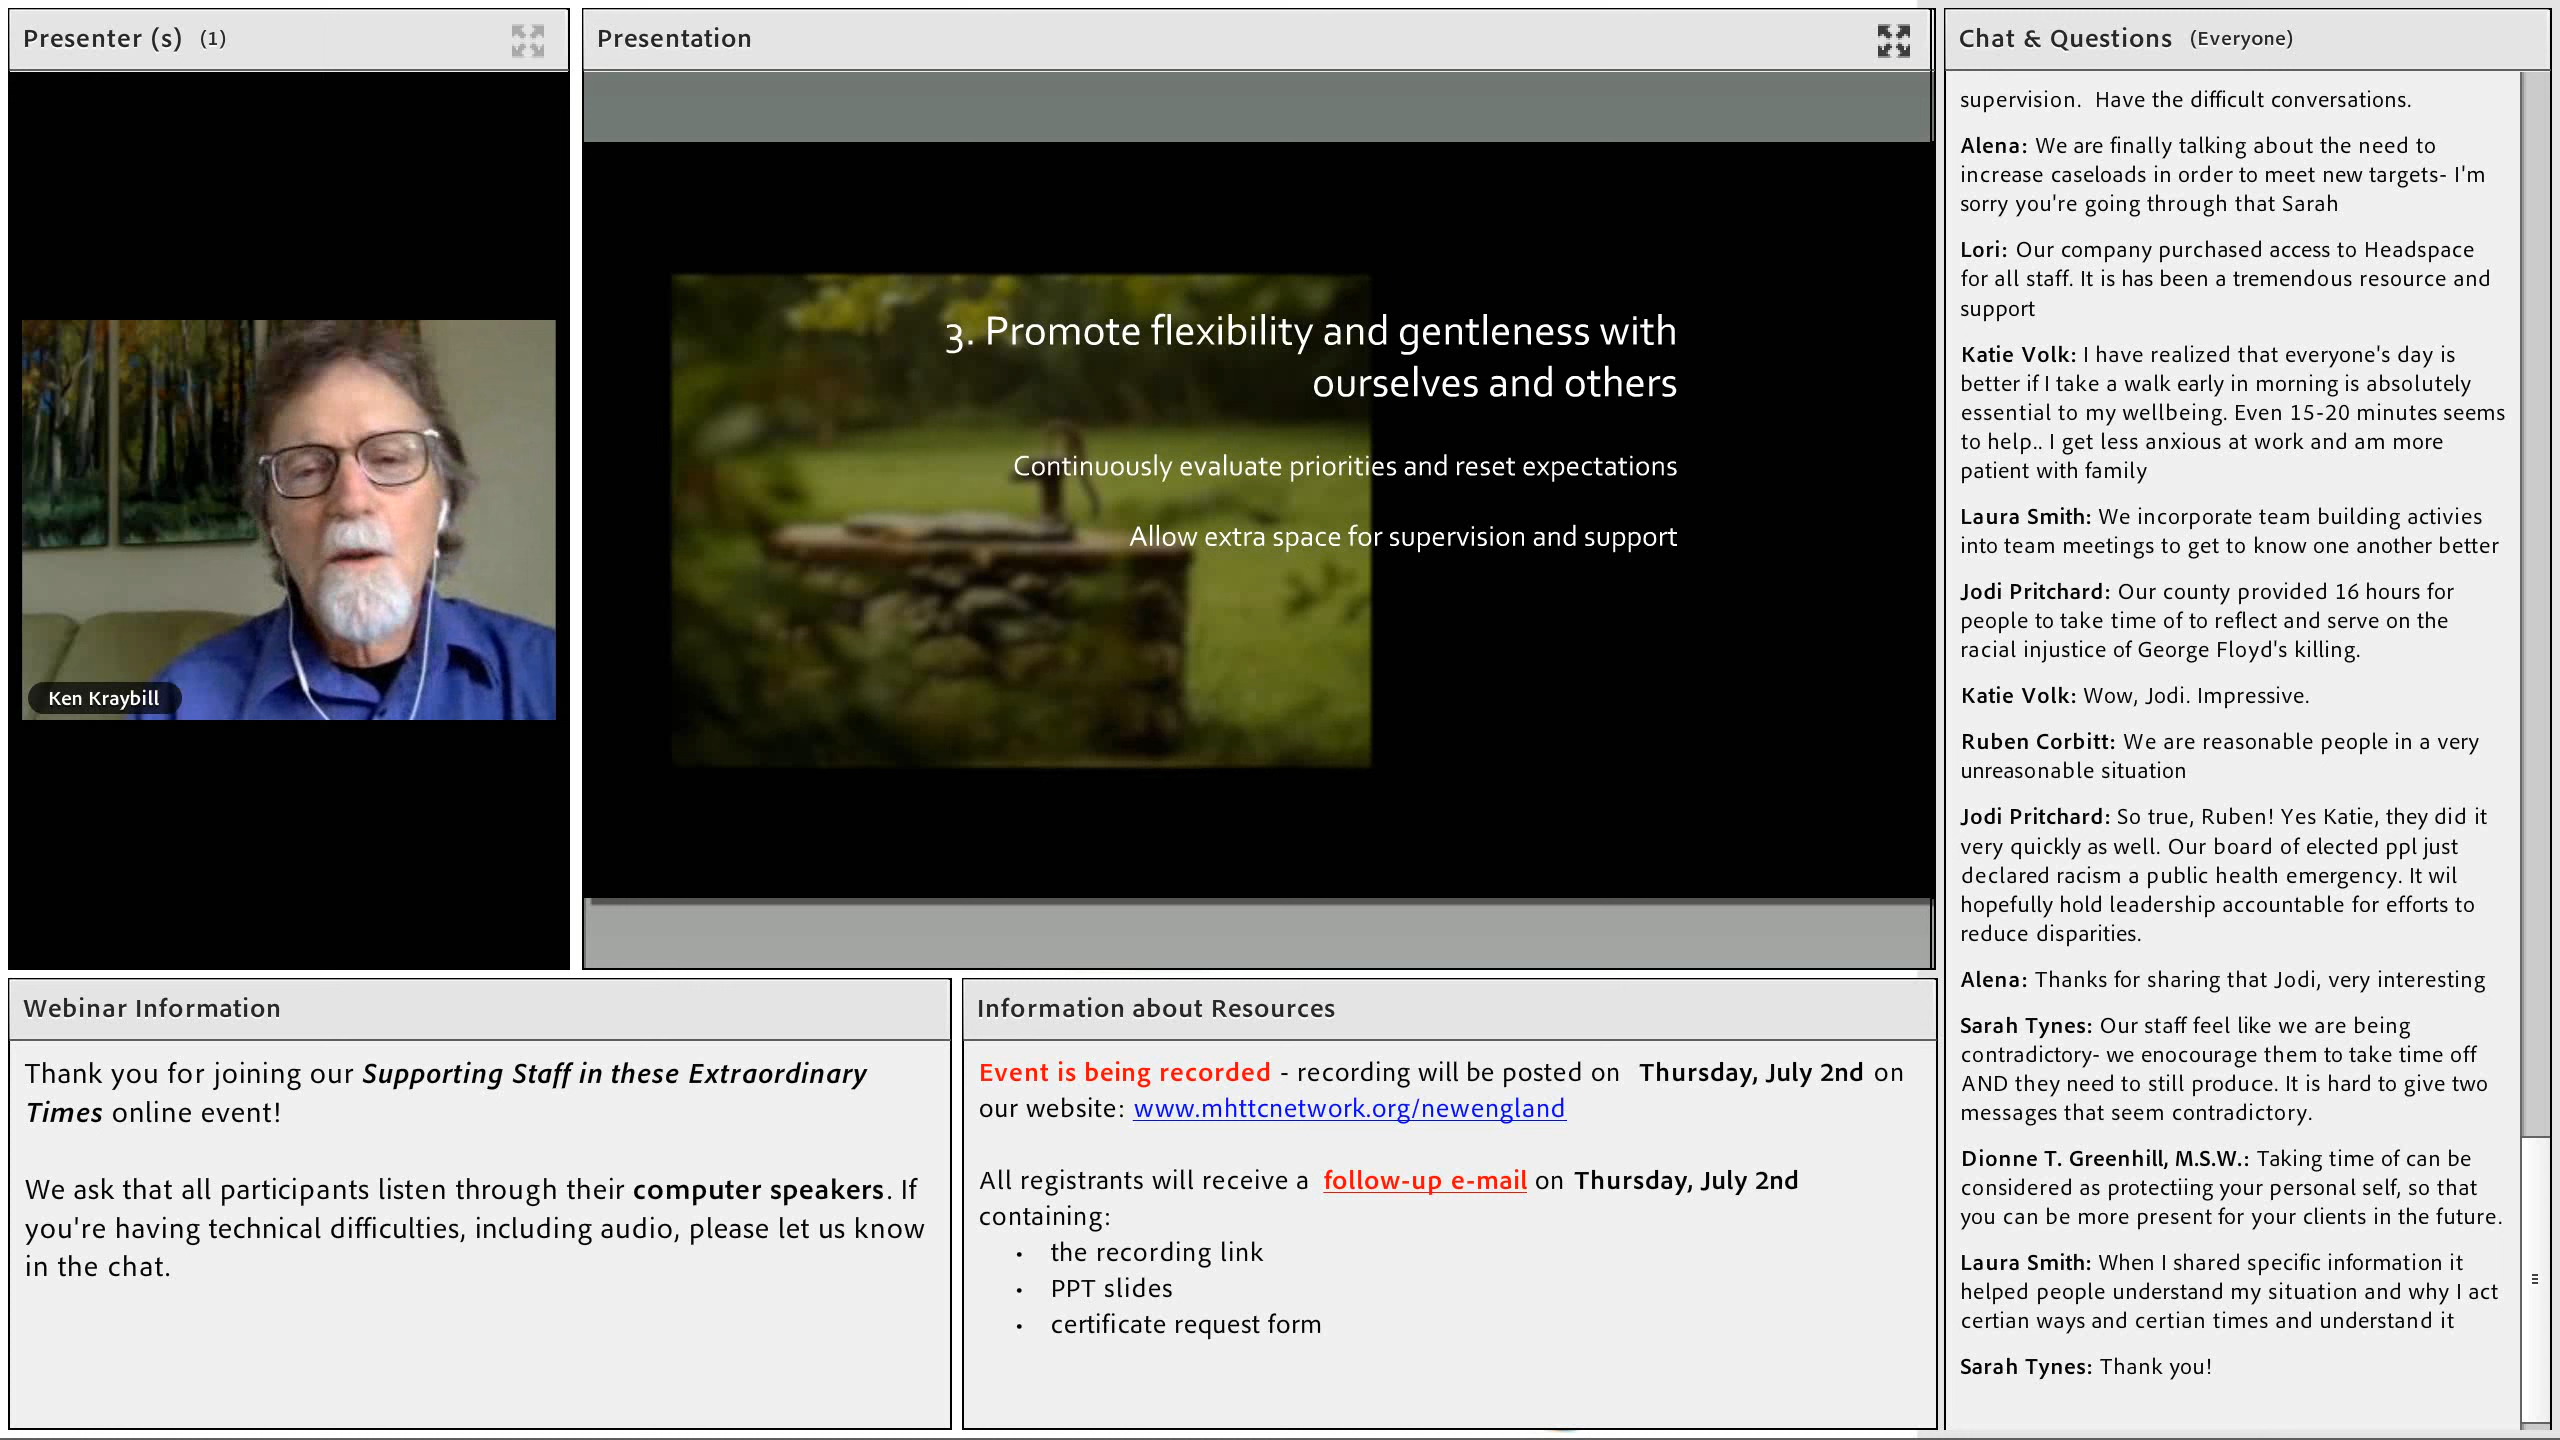 Presenter (s) (1)
Ken Kraybill
Presentation
3. Promote flexibility and gentleness with
ourselves and others
Continuously evaluate priorities and reset expectations
Allow extra space for supervision and support
Webinar Information
Thank you for joining our Supporting Staff in these Extraordinary
Times online event!
We ask that all participants listen through their computer speakers. If
you're having technical difficulties, including audio, please let us know
in the chat.
Information about Resources
Event is being recorded - recording will be posted on Thursday, July 2nd on
our website: www.mhttcnetwork.org/newengland
All registrants will receive a follow-up e-mail on Thursday, July 2nd
containing:
• the recording link
• PPT slides
• certificate request form
Chat & Questions (Everyone)
supervision. Have the difficult conversations.
Alena: We are finally talking about the need to
increase caseloads in order to meet new targets- I'm
sorry you're going through that Sarah
Lori: Our company purchased access to Headspace
for all staff. It is has been a tremendous resource and
support
Katie Volk: I have realized that everyone's day is
better if I take a walk early in morning is absolutely
essential to my wellbeing. Even 15-20 minutes seems
to help.. I get less anxious at work and am more
patient with family
Laura Smith: We incorporate team building activies
into team meetings to get to know one another better
Jodi Pritchard: Our county provided 16 hours for
people to take time of to reflect and serve on the
racial injustice of George Floyd's killing.
Katie Volk: Wow, Jodi. Impressive.
Ruben Corbitt: We are reasonable people in a very
unreasonable situation
Jodi Pritchard: So true, Ruben! Yes Katie, they did it
very quickly as well. Our board of elected ppl just
declared racism a public health emergency. It wil
hopefully hold leadership accountable for efforts to
reduce disparities.
Alena: Thanks for sharing that Jodi, very interesting
Sarah Tynes: Our staff feel like we are being
contradictory- we enocourage them to take time off
AND they need to still produce. It is hard to give two
messages that seem contradictory.
Dionne T. Greenhill, M.S.W.: Taking time of can be
considered as protectiing your personal self, so that
you can be more present for your clients in the future.
Laura Smith: When I shared specific information it
helped people understand my situation and why I act
certian ways and certian times and understand it
Sarah Tynes: Thank you!